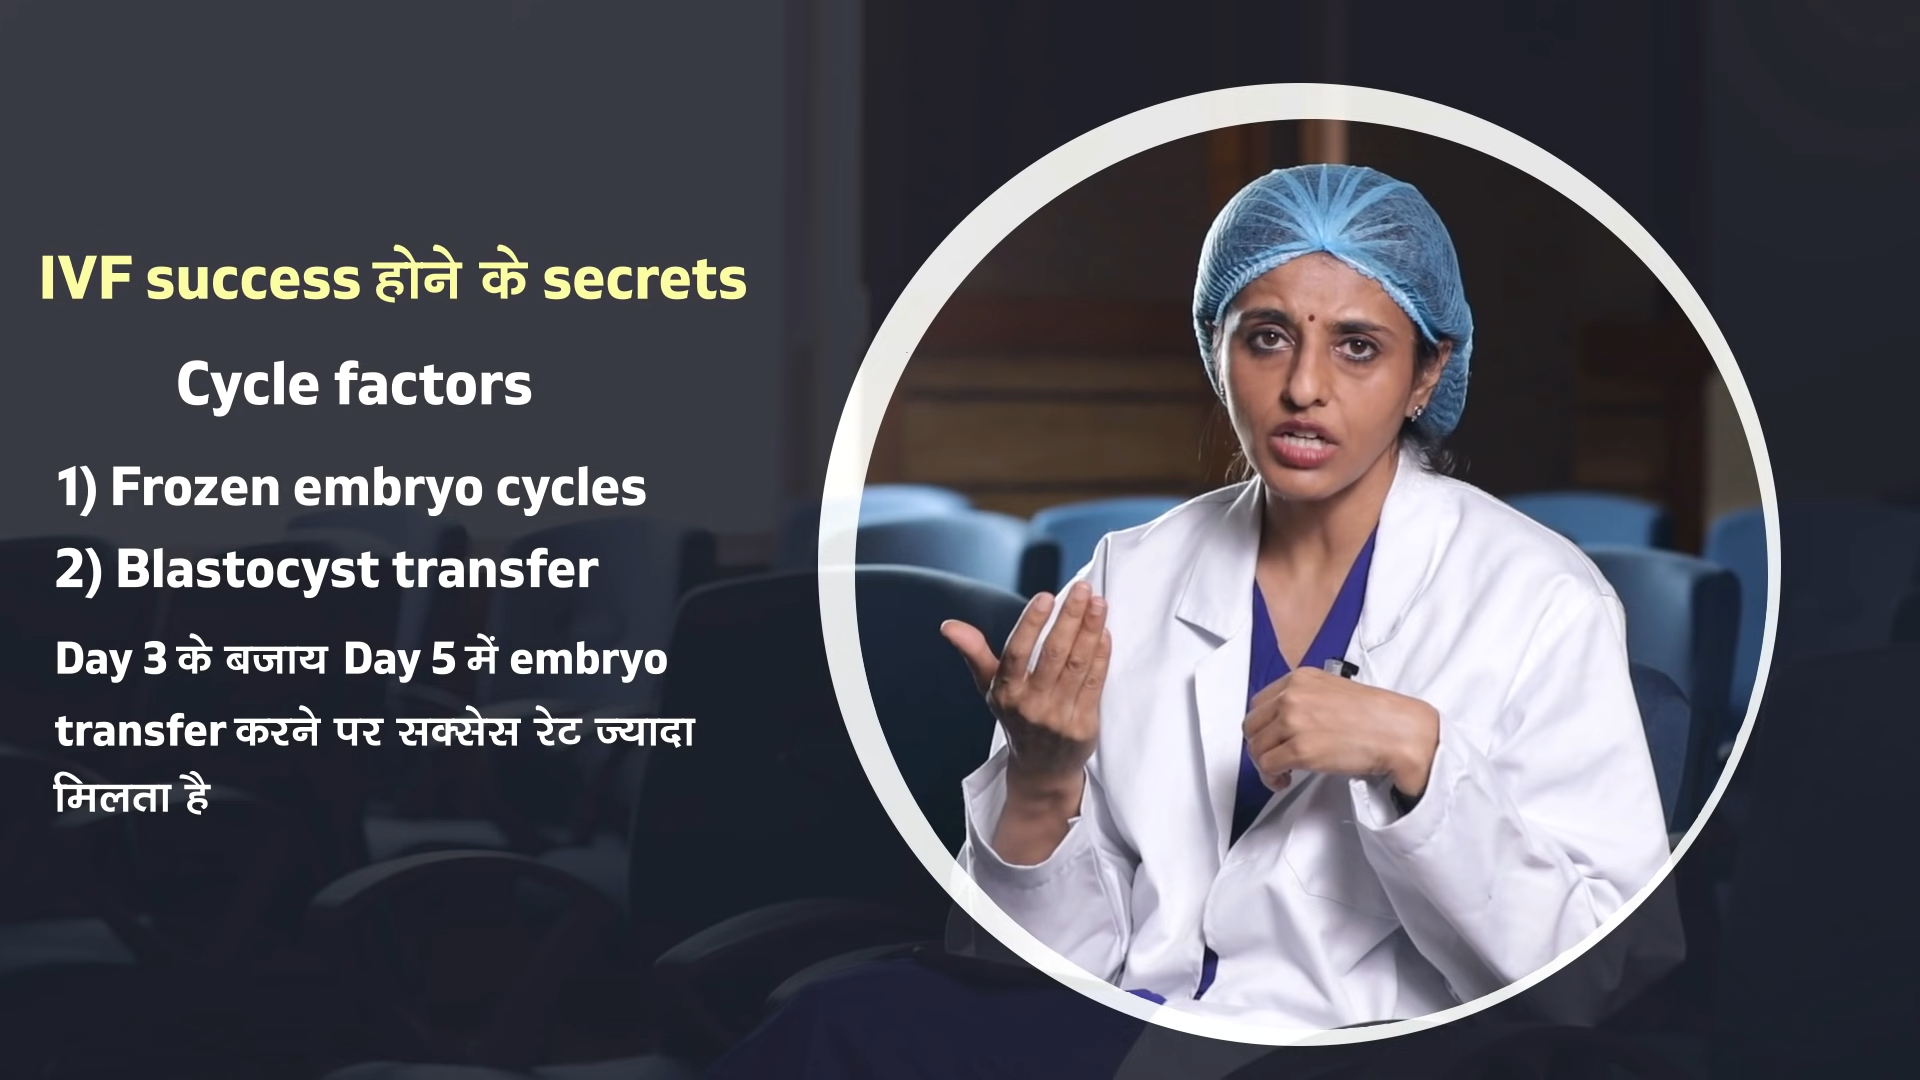 IVF success होने के secrets
Cycle factors
1) Frozen embryo cycles
2) Blastocyst transfer
Day 3 के बजाय Day 5 में embryo
transfer करने पर सक्सेस रेट ज्यादा
मिलता है